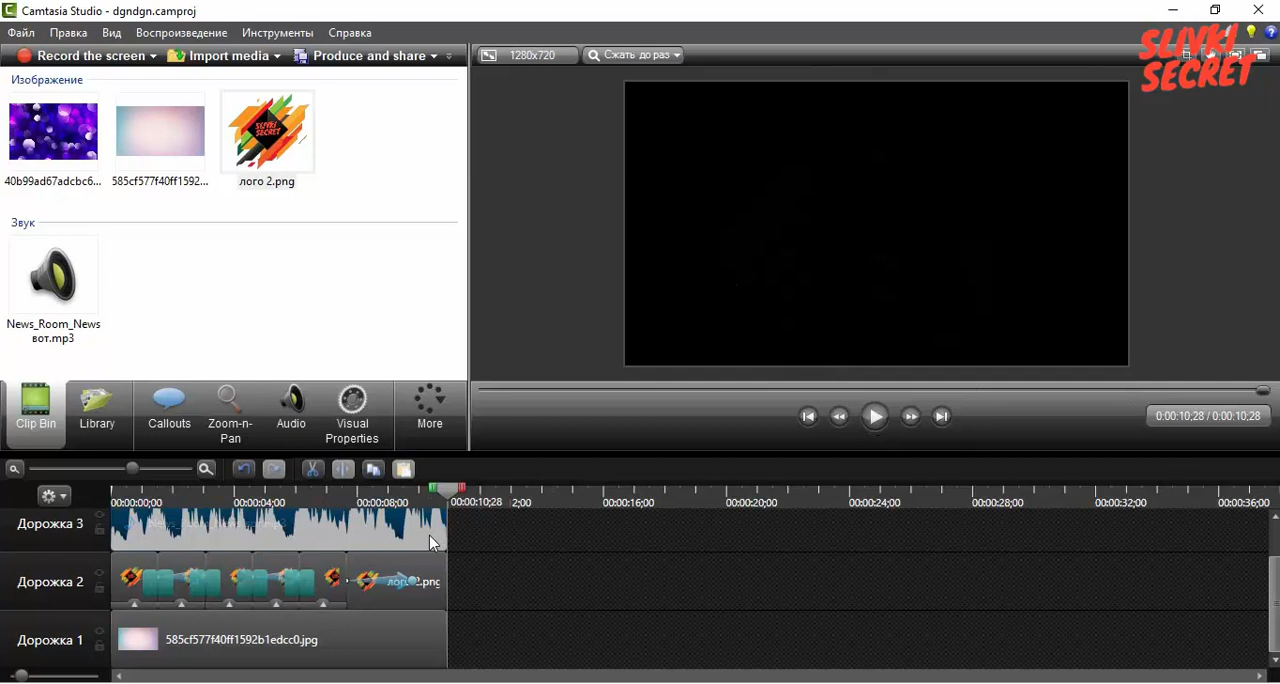 Camtasia Studio - dgndgn.camproj
Файл Правка Вид Воспроизведение Инструменты Справка
Record the screen Import media Produce and share
1280x720 Сжать до раз
SLIVKI
SECRET
Изображение
SLIVKI
SECRET
40b99ad67adcbc6... 585cf577f40ff1592... лого 2.png
Звук
News_Room_News
вот.mp3
Clip Bin Library Callouts Zoom-n-
Pan Audio Visual
Properties More
0:00:10;28 / 0:00:10;28
00:00:00;00 00:00:04;00 00:00:08;00 00:00:10;28 2;00 00:00:16;00 00:00:20;00 00:00:24;00 00:00:28;00 00:00:32;00 00:00:36;00
Дорожка 3
Дорожка 2 2.png
Дорожка 1 585cf577f40ff1592b1edcc0.jpg